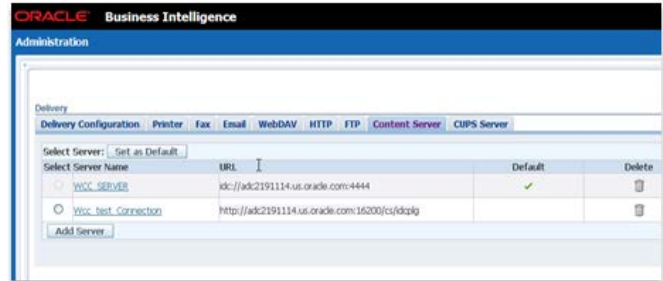 ORACLE Business Intelligence
Administration
Delivery
Delivery Configuration Printer Fax Email WebDAV HTTP FTP Content Server CUPS Server
Select Server: Set as Default
Select Server Name URL Default Delete
WCC_SERVER idc://adc2191114.us.oracle.com:4444
Wcc_test_Connection http://adc2191114.us.oracle.com:16200/cs/idcplg
Add Server